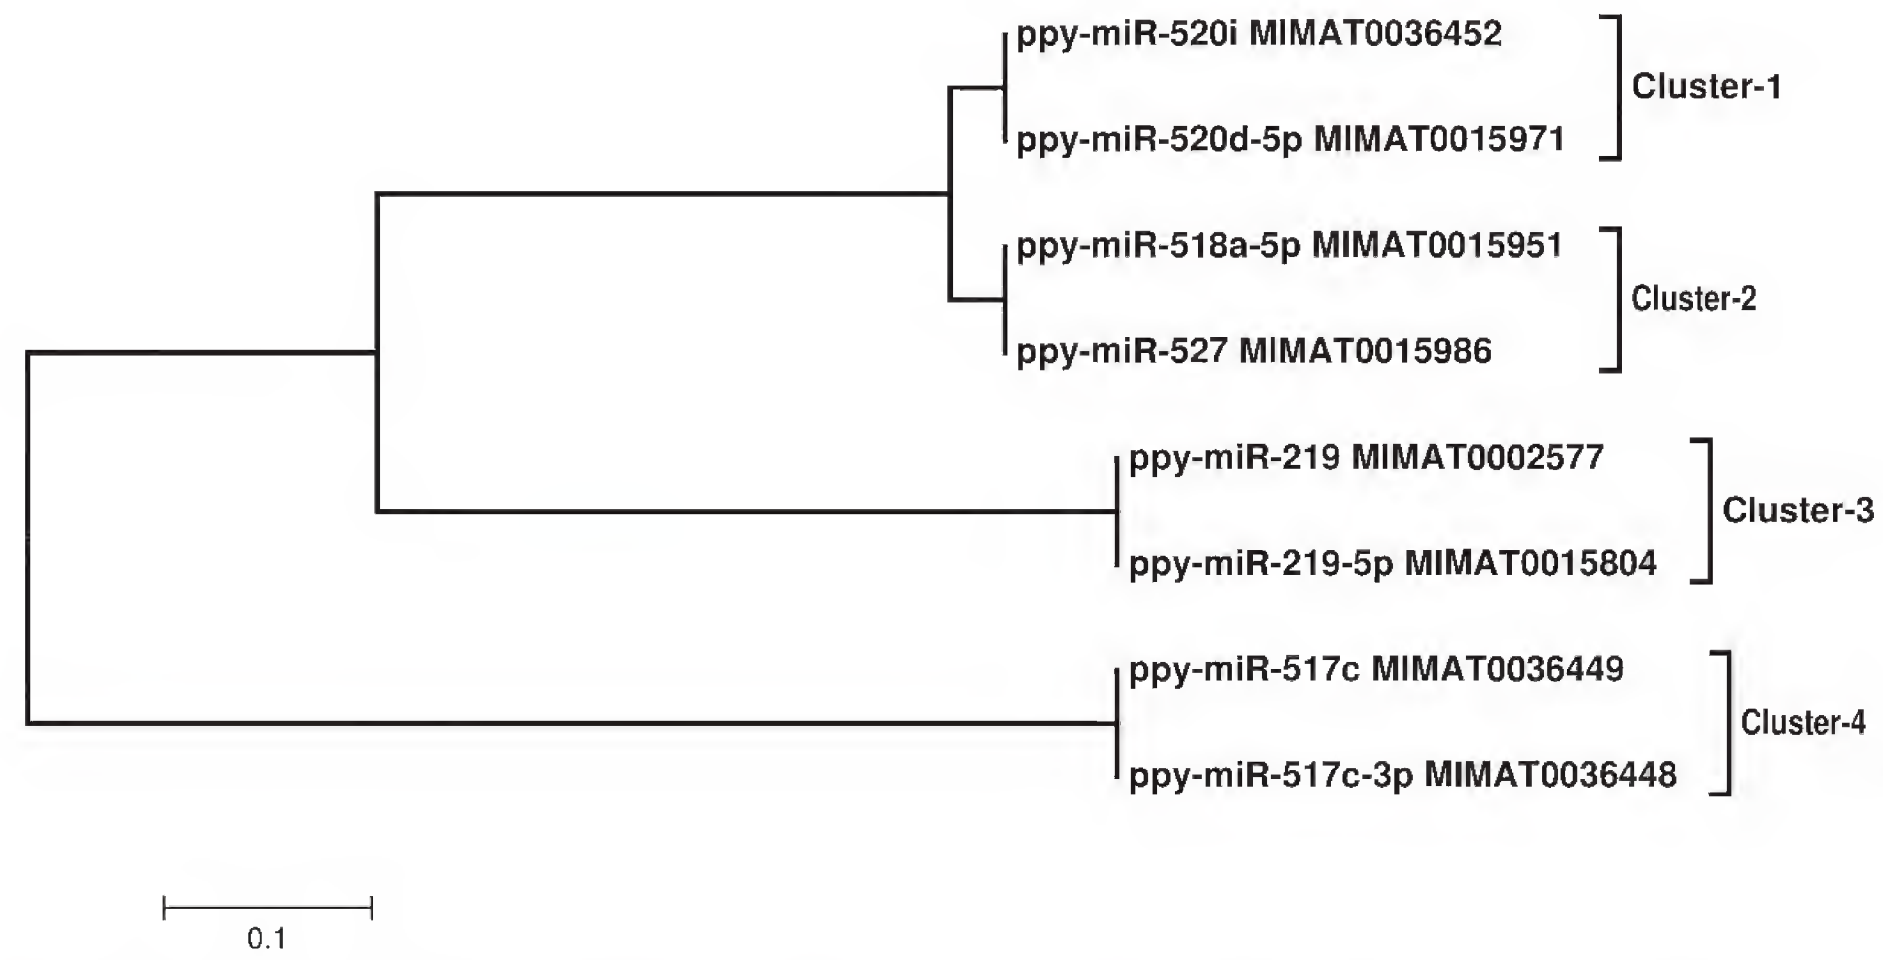 ppy-miR-520i MIMAT0036452
Cluster-1
ppy-miR-520d-5p MIMAT0015971
ppy-miR-518a-5p MIMAT0015951
Cluster-2
ppy-miR-527 MIMAT0015986
ppy-miR-219 MIMAT0002577
Cluster-3
ppy-miR-219-5p MIMAT0015804
ppy-miR-517c MIMAT0036449
Cluster-4
ppy-miR-517c-3p MIMAT0036448
0.1